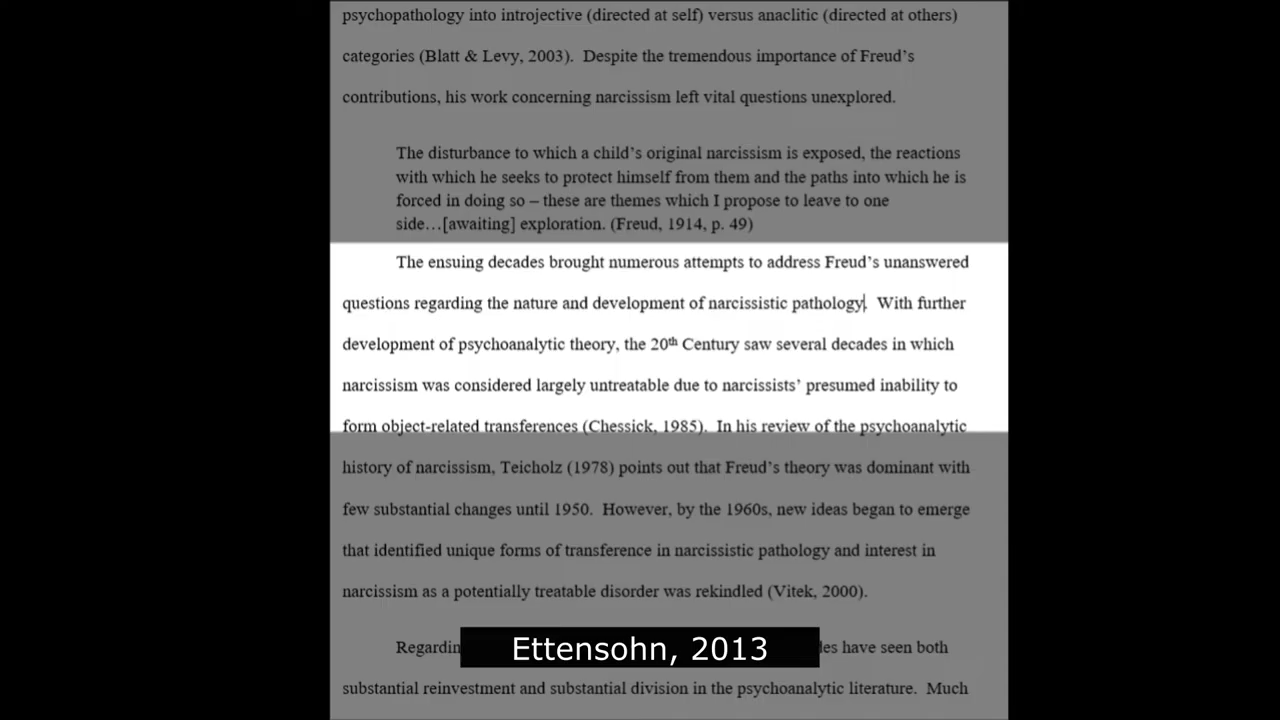 psychopathology into introjective (directed at self) versus anaclitic (directed at others)
categories (Blatt & Levy, 2003).  Despite the tremendous importance of Freud’s
contributions, his work concerning narcissism left vital questions unexplored.
The disturbance to which a child’s original narcissism is exposed, the reactions
with which he seeks to protect himself from them and the paths into which he is
forced in doing so – these are themes which I propose to leave to one
side…[awaiting] exploration. (Freud, 1914, p. 49)
The ensuing decades brought numerous attempts to address Freud’s unanswered
questions regarding the nature and development of narcissistic pathology.  With further
development of psychoanalytic theory, the 20th Century saw several decades in which
narcissism was considered largely untreatable due to narcissists’ presumed inability to
form object-related transferences (Chessick, 1985).  In his review of the psychoanalytic
history of narcissism, Teicholz (1978) points out that Freud’s theory was dominant with
few substantial changes until 1950.  However, by the 1960s, new ideas began to emerge
that identified unique forms of transference in narcissistic pathology and interest in
narcissism as a potentially treatable disorder was rekindled (Vitek, 2000).
have seen both
Ettensohn, 2013
substantial reinvestment and substantial division in the psychoanalytic literature.  Much